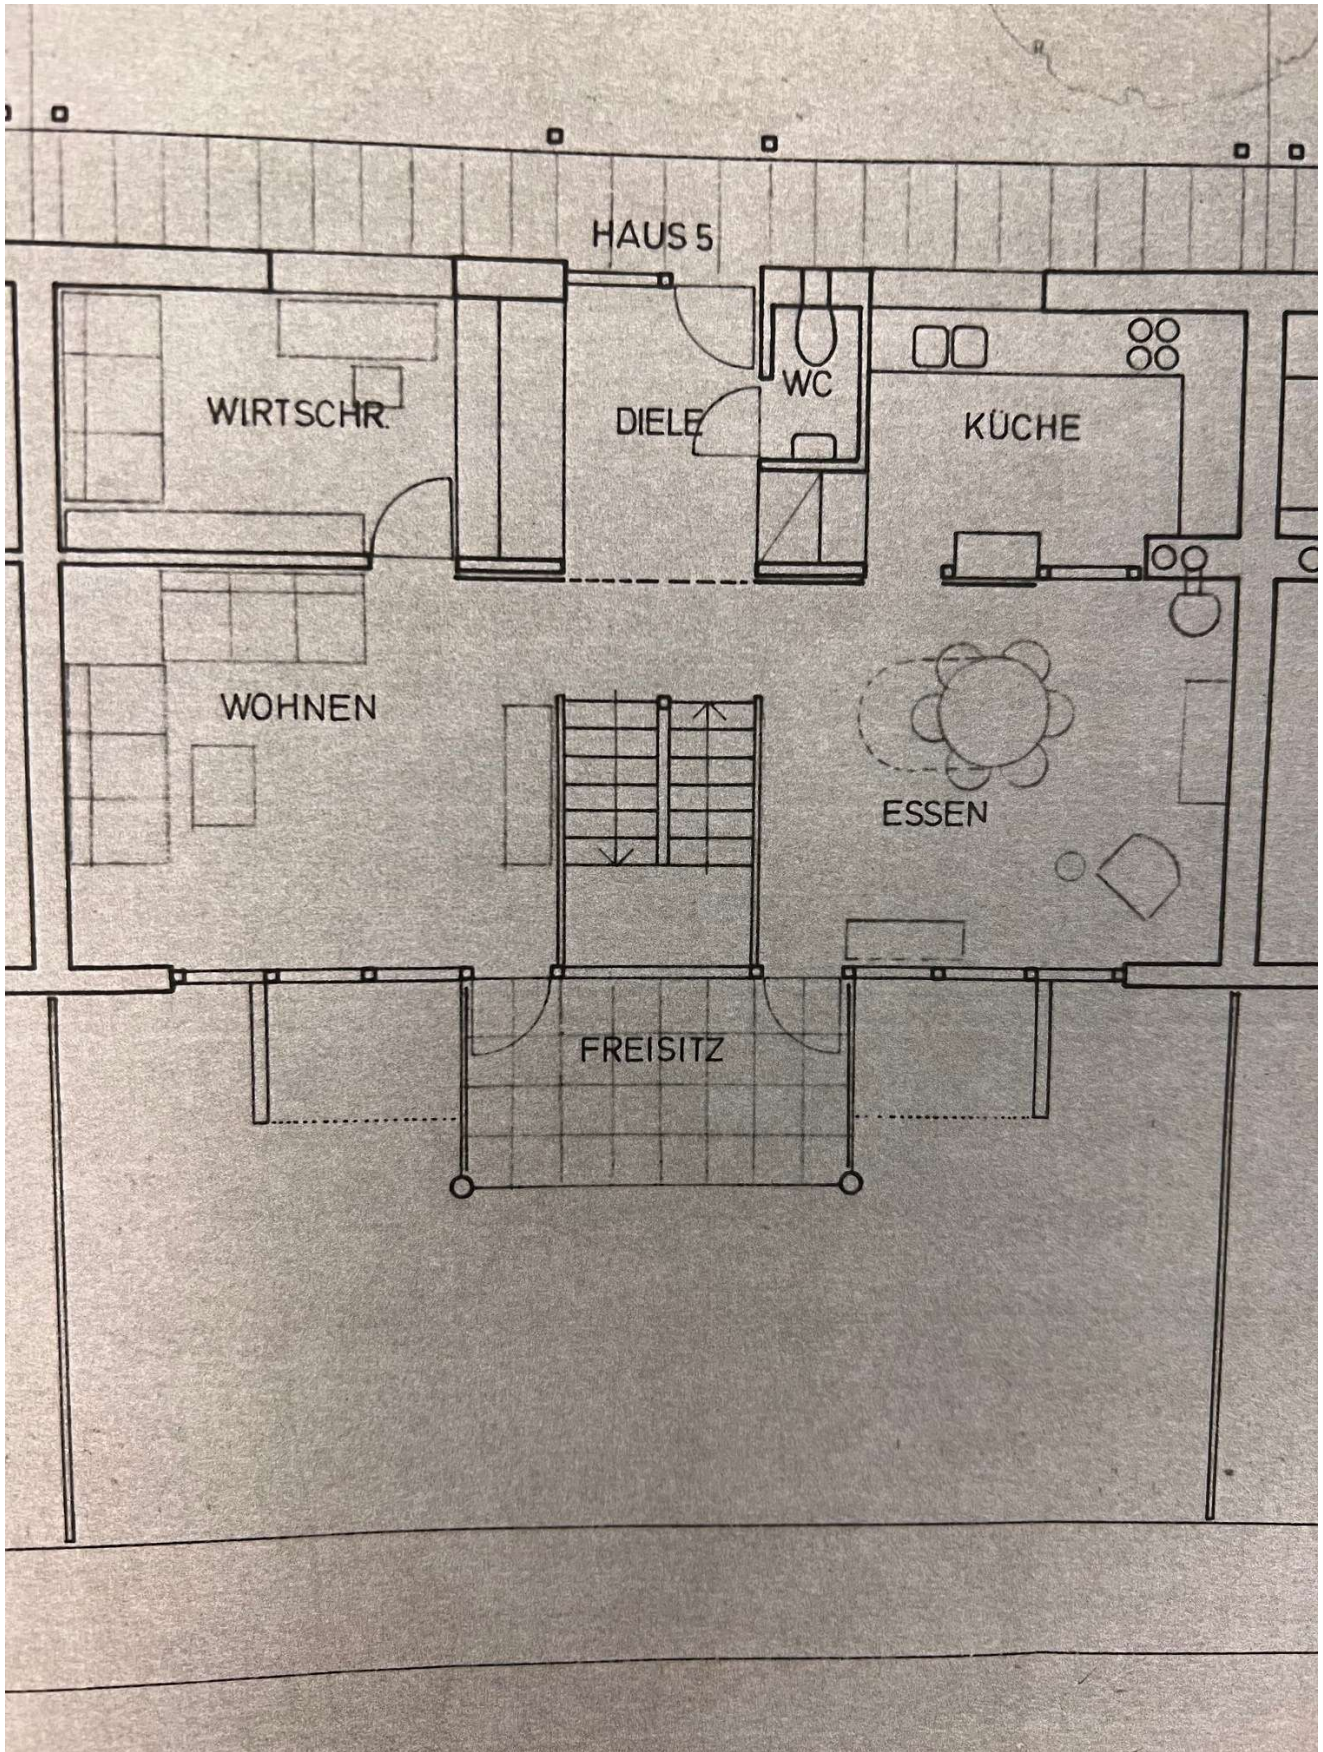 HAUS 5
WIRTSCHR.
DIELE
WC
KÜCHE
WOHNEN
ESSEN
FREISITZ